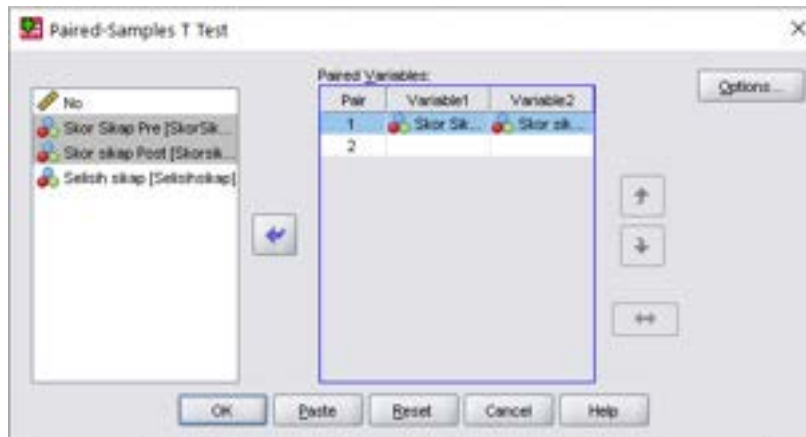 Paired-Samples T Test
No
Skor Sikap Pre [SkorSik...
Skor sikap Post [Skorsik...
Selisih sikap [Selisihsikap]
Paired Variables:
Pair Variable1 Variable2
1 Skor Sik... Skor sik...
2
Options...
OK Paste Reset Cancel Help